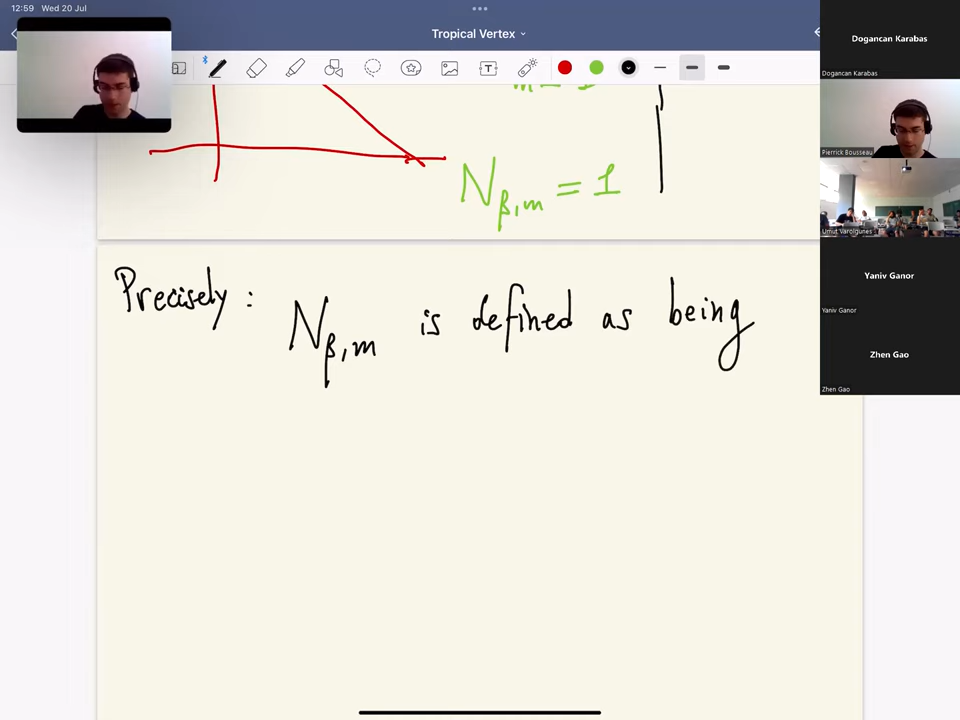 12:59 Wed 20 Jul
Tropical Vertex
N_{β,m} = 1
Precisely : N_{β,m} is defined as being
Dogancan Karabas
Dogancan Karabas
Pierrick Bousseau
Umut Varolgunes
Yaniv Ganor
Yaniv Ganor
Zhen Gao
Zhen Gao